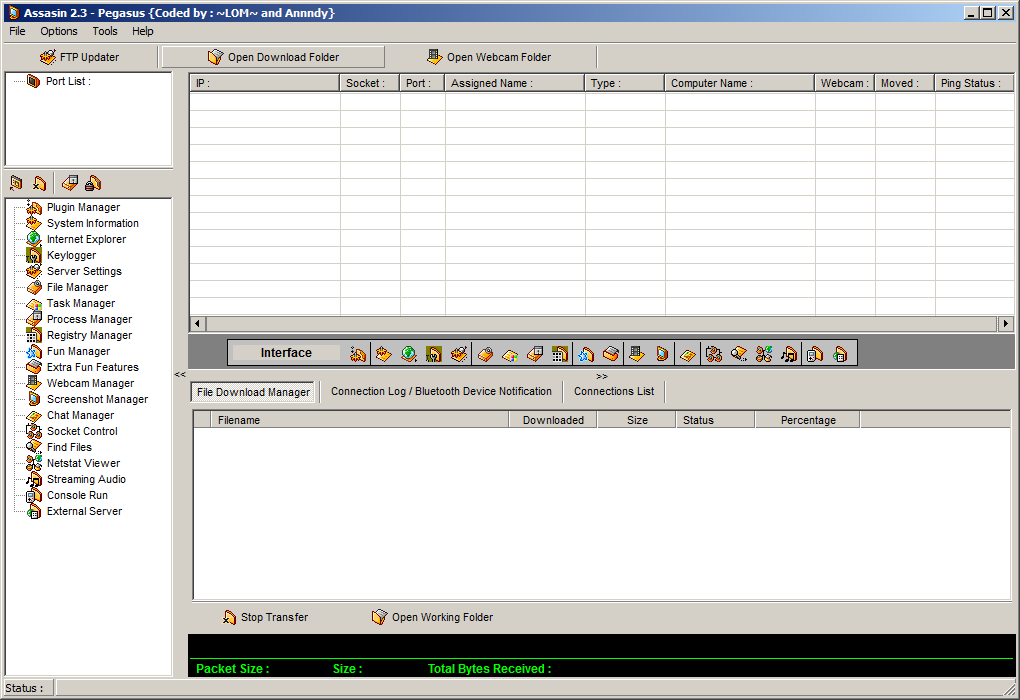 Assasin 2.3 - Pegasus {Coded by : ~LOM~ and Annndy}
File Options Tools Help
FTP Updater Open Download Folder Open Webcam Folder
Port List :
IP : Socket : Port : Assigned Name : Type : Computer Name : Webcam : Moved : Ping Status :
Plugin Manager
System Information
Internet Explorer
Keylogger
Server Settings
File Manager
Task Manager
Process Manager
Registry Manager
Fun Manager
Extra Fun Features
Webcam Manager
Screenshot Manager
Chat Manager
Socket Control
Find Files
Netstat Viewer
Streaming Audio
Console Run
External Server
Interface
<<
>>
File Download Manager Connection Log / Bluetooth Device Notification Connections List
Filename Downloaded Size Status Percentage
Stop Transfer Open Working Folder
Packet Size : Size : Total Bytes Received :
Status :